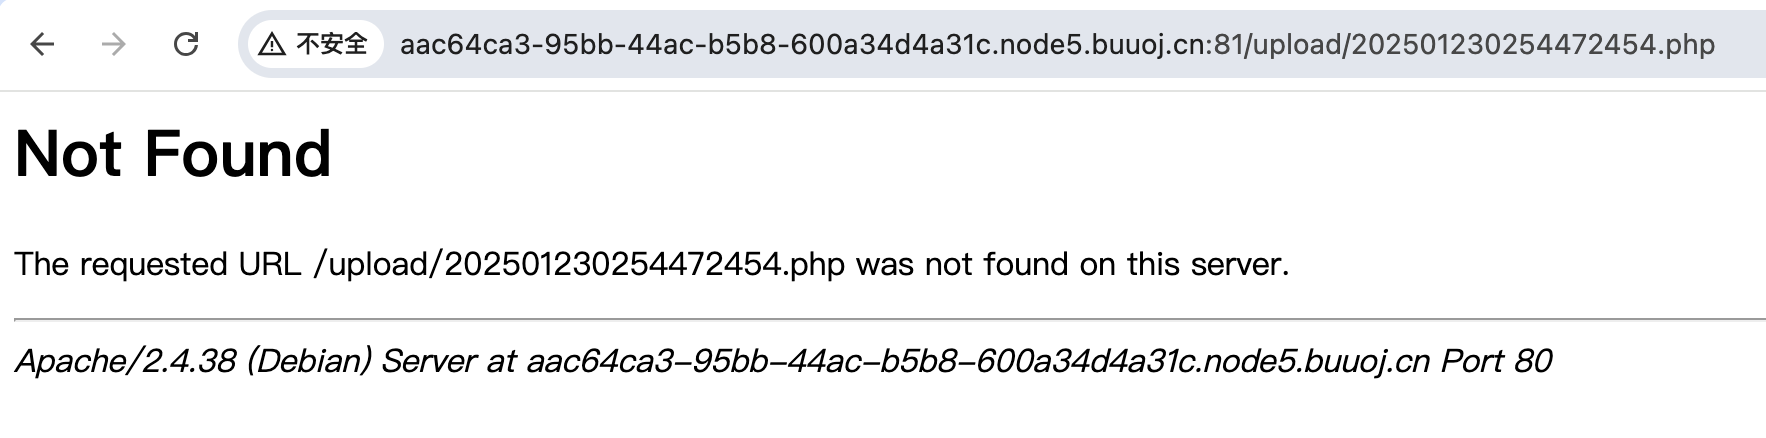 不安全 aac64ca3-95bb-44ac-b5b8-600a34d4a31c.node5.buuoj.cn:81/upload/202501230254472454.php
Not Found
The requested URL /upload/202501230254472454.php was not found on this server.
Apache/2.4.38 (Debian) Server at aac64ca3-95bb-44ac-b5b8-600a34d4a31c.node5.buuoj.cn Port 80